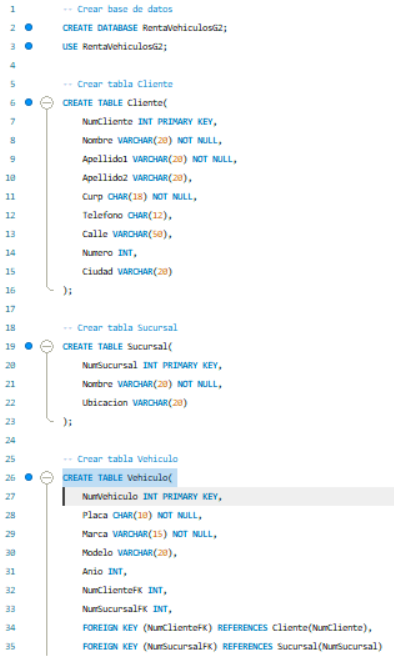 1 -- Crear base de datos
2 CREATE DATABASE RentaVehiculosG2;
3 USE RentaVehiculosG2;
4
5 -- Crear tabla Cliente
6 CREATE TABLE Cliente(
7 NumCliente INT PRIMARY KEY,
8 Nombre VARCHAR(20) NOT NULL,
9 Apellido1 VARCHAR(20) NOT NULL,
10 Apellido2 VARCHAR(20),
11 Curp CHAR(18) NOT NULL,
12 Telefono CHAR(12),
13 Calle VARCHAR(50),
14 Numero INT,
15 Ciudad VARCHAR(20)
16 );
17
18 -- Crear tabla Sucursal
19 CREATE TABLE Sucursal(
20 NumSucursal INT PRIMARY KEY,
21 Nombre VARCHAR(20) NOT NULL,
22 Ubicacion VARCHAR(20)
23 );
24
25 -- Crear tabla Vehiculo
26 CREATE TABLE Vehiculo(
27 NumVehiculo INT PRIMARY KEY,
28 Placa CHAR(10) NOT NULL,
29 Marca VARCHAR(15) NOT NULL,
30 Modelo VARCHAR(20),
31 Anio INT,
32 NumClienteFK INT,
33 NumSucursalFK INT,
34 FOREIGN KEY (NumClienteFK) REFERENCES Cliente(NumCliente),
35 FOREIGN KEY (NumSucursalFK) REFERENCES Sucursal(NumSucursal)